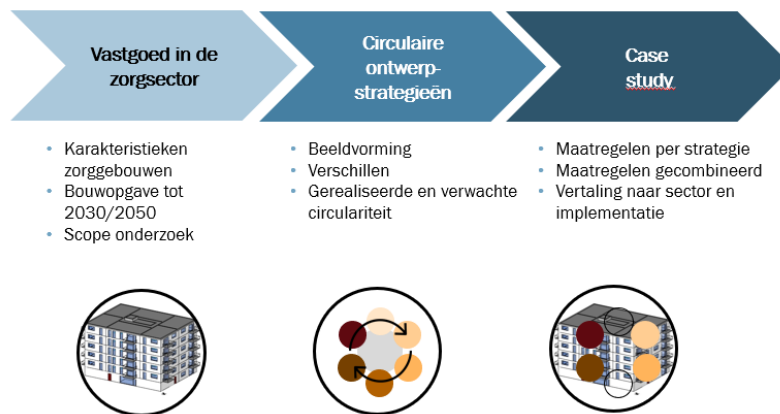 Vastgoed in de
zorgsector
Circulaire
ontwerp-
strategieën
Case
study
• Karakteristieken
zorggebouwen
• Bouwopgave tot
2030/2050
• Scope onderzoek
• Beeldvorming
• Verschillen
• Gerealiseerde en verwachte
circulariteit
• Maatregelen per strategie
• Maatregelen gecombineerd
• Vertaling naar sector en
implementatie